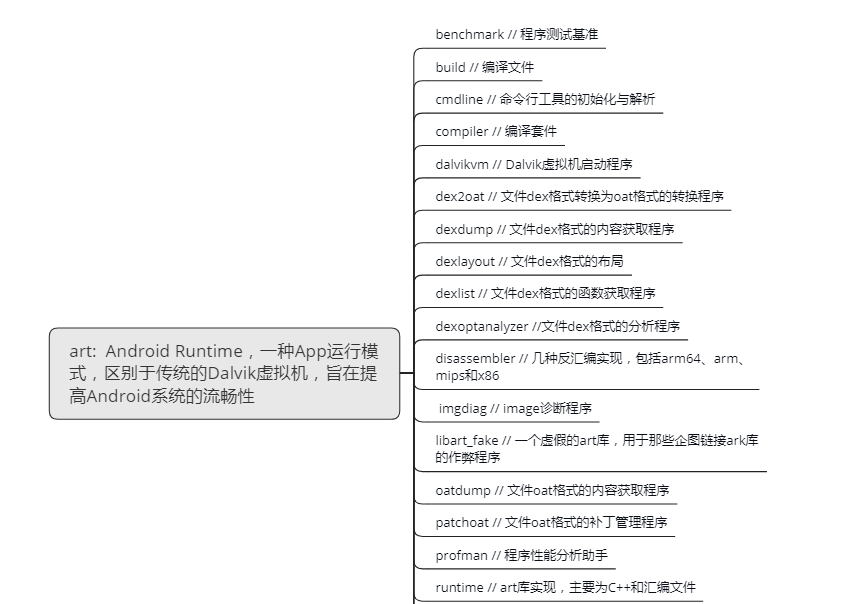 benchmark // 程序测试基准
build // 编译文件
cmdline // 命令行工具的初始化与解析
compiler // 编译套件
dalvikvm // Dalvik虚拟机启动程序
dex2oat // 文件dex格式转换为oat格式的转换程序
dexdump // 文件dex格式的内容获取程序
dexlayout // 文件dex格式的布局
dexlist // 文件dex格式的函数获取程序
dexoptanalyzer //文件dex格式的分析程序
art: Android Runtime，一种App运行模
式，区别于传统的Dalvik虚拟机，旨在提
高Android系统的流畅性
disassembler // 几种反汇编实现，包括arm64、arm、
mips和x86
imgdiag // image诊断程序
libart_fake // 一个虚假的art库，用于那些企图链接ark库
的作弊程序
oatdump // 文件oat格式的内容获取程序
patchoat // 文件oat格式的补丁管理程序
profman // 程序性能分析助手
runtime // art库实现，主要为C++和汇编文件